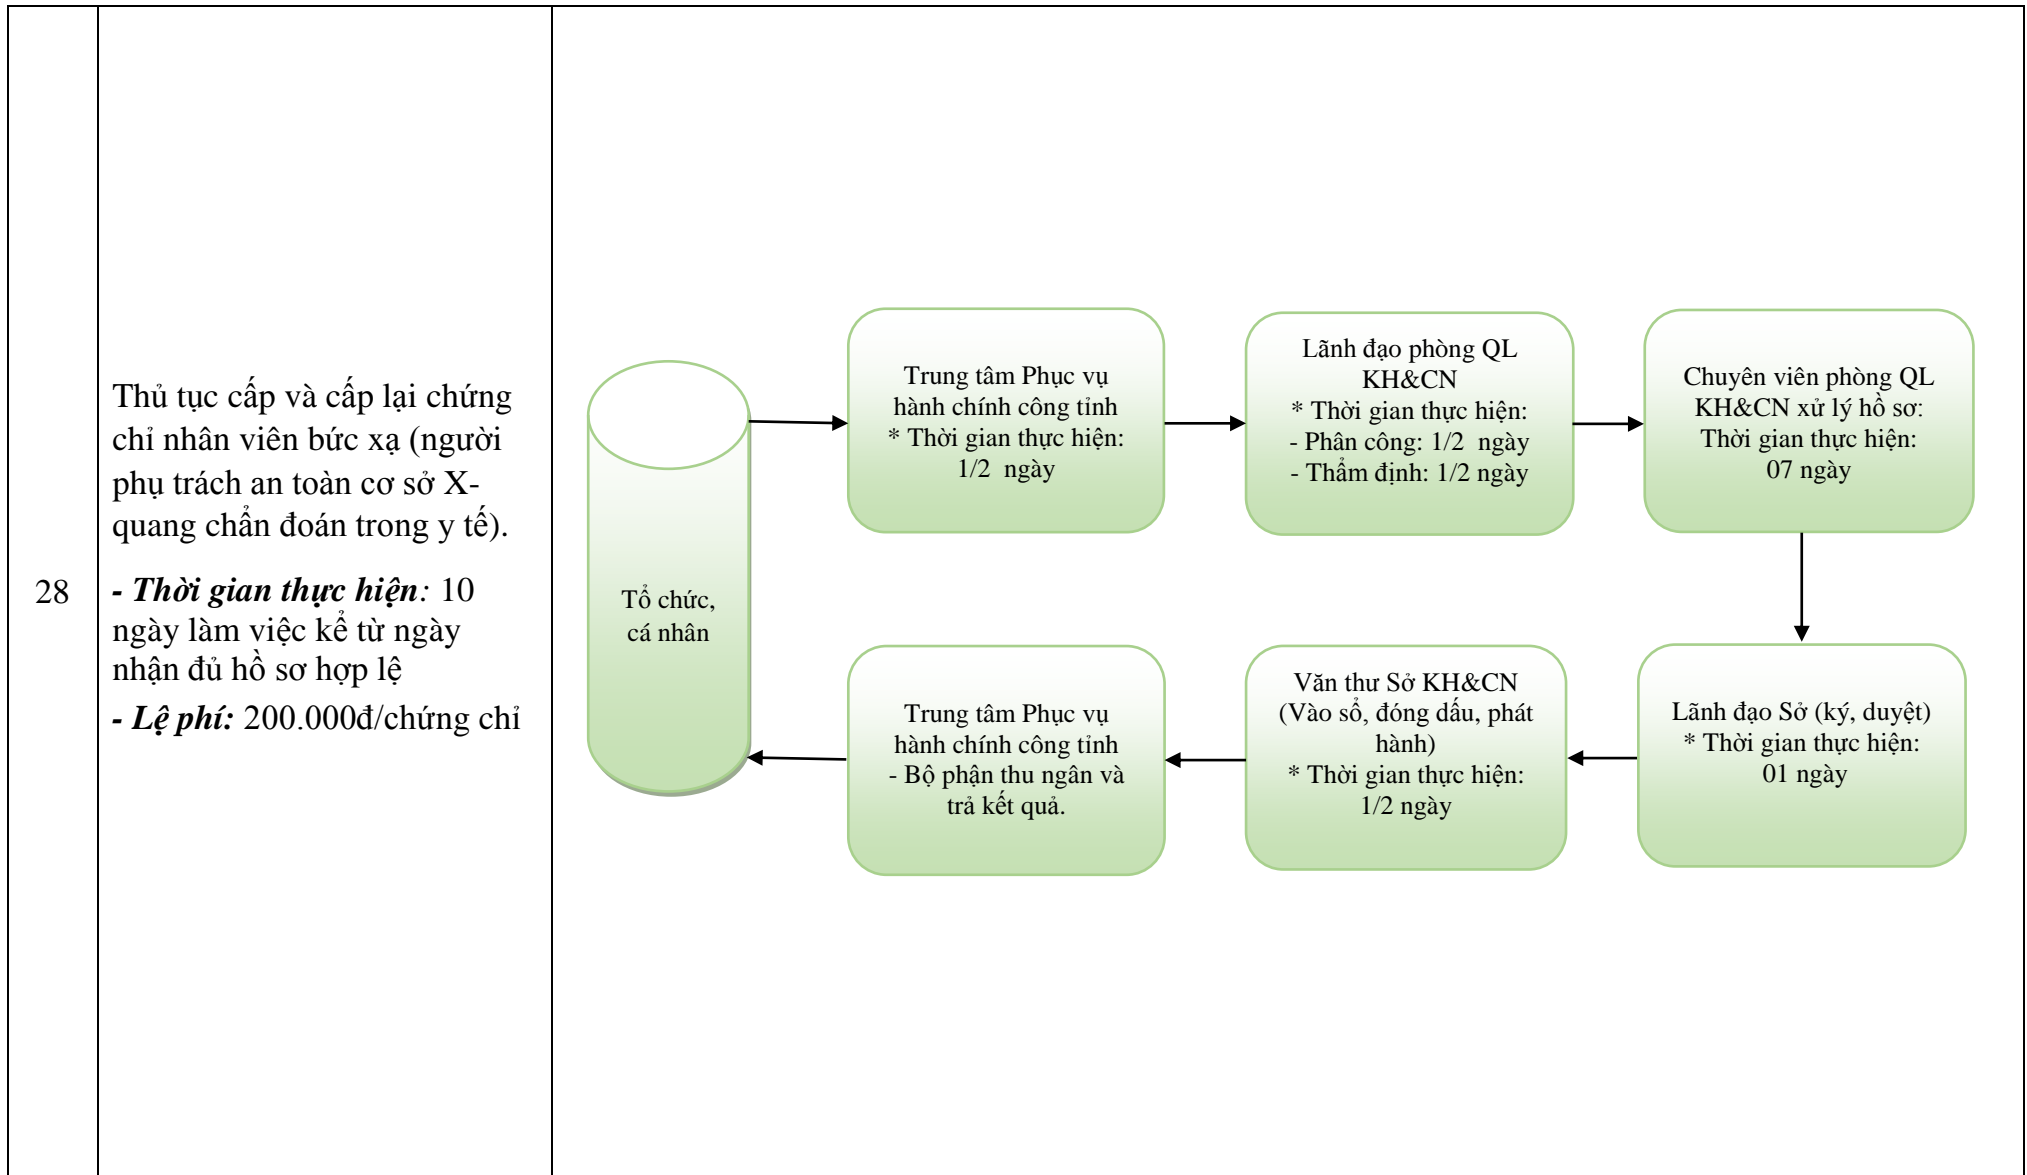 28
Thủ tục cấp và cấp lại chứng
chỉ nhân viên bức xạ (người
phụ trách an toàn cơ sở X-
quang chẩn đoán trong y tế).
- Thời gian thực hiện: 10
ngày làm việc kể từ ngày
nhận đủ hồ sơ hợp lệ
- Lệ phí: 200.000đ/chứng chỉ
Tổ chức,
cá nhân
Trung tâm Phục vụ
hành chính công tỉnh
* Thời gian thực hiện:
1/2 ngày
Lãnh đạo phòng QL
KH&CN
* Thời gian thực hiện:
- Phân công: 1/2 ngày
- Thẩm định: 1/2 ngày
Chuyên viên phòng QL
KH&CN xử lý hồ sơ:
Thời gian thực hiện:
07 ngày
Lãnh đạo Sở (ký, duyệt)
* Thời gian thực hiện:
01 ngày
Văn thư Sở KH&CN
(Vào sổ, đóng dấu, phát
hành)
* Thời gian thực hiện:
1/2 ngày
Trung tâm Phục vụ
hành chính công tỉnh
- Bộ phận thu ngân và
trả kết quả.